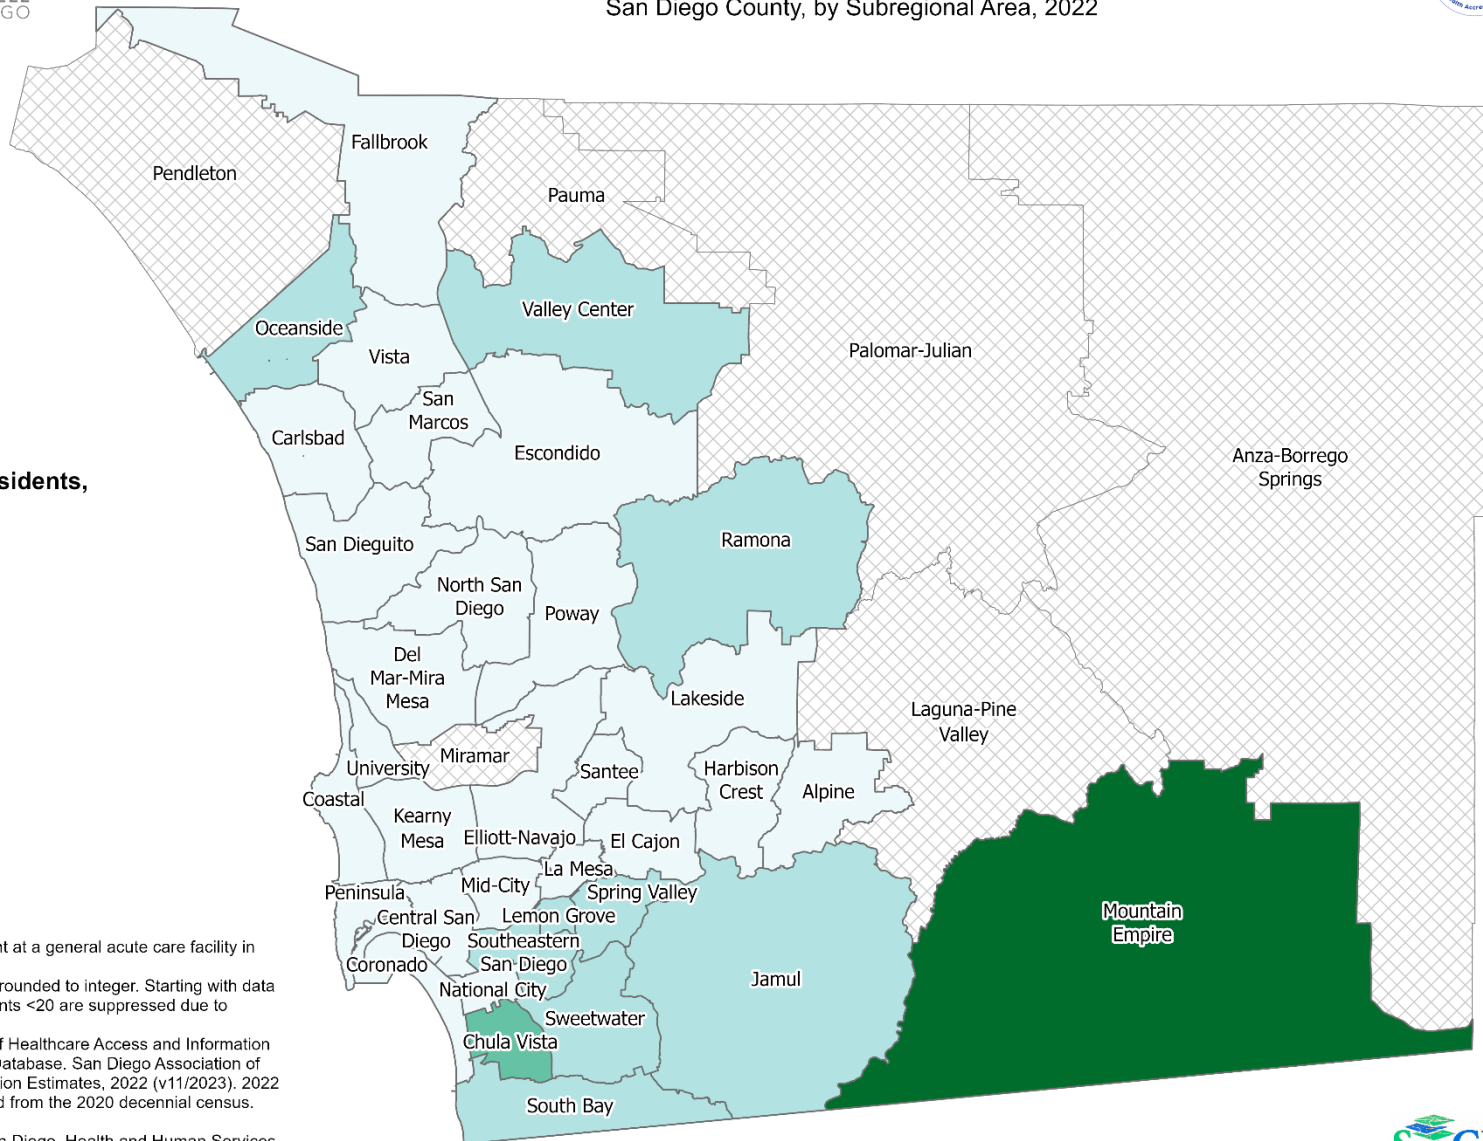 GO
San Diego County, by Subregional Area, 2022
Fallbrook
Pendleton
Pauma
Valley Center
Oceanside
Vista
Palomar-Julian
San
Marcos
Carlsbad
Escondido
Anza-Borrego
Springs
sidents,
San Dieguito
Ramona
North San
Diego
Poway
Del
Mar-Mira
Mesa
Lakeside
Laguna-Pine
Valley
Miramar
University
Santee
Harbison
Crest
Alpine
Coastal
Kearny
Mesa
Elliott-Navajo
El Cajon
La Mesa
Peninsula
Mid-City
Spring Valley
Central San
Diego
Lemon Grove
Mountain
Empire
Southeastern
San Diego
Coronado
Jamul
National City
Sweetwater
Chula Vista
South Bay
nt at a general acute care facility in
rounded to integer. Starting with data
nts <20 are suppressed due to
f Healthcare Access and Information
Database. San Diego Association of
ion Estimates, 2022 (v11/2023). 2022
d from the 2020 decennial census.
n Diego, Health and Human Services